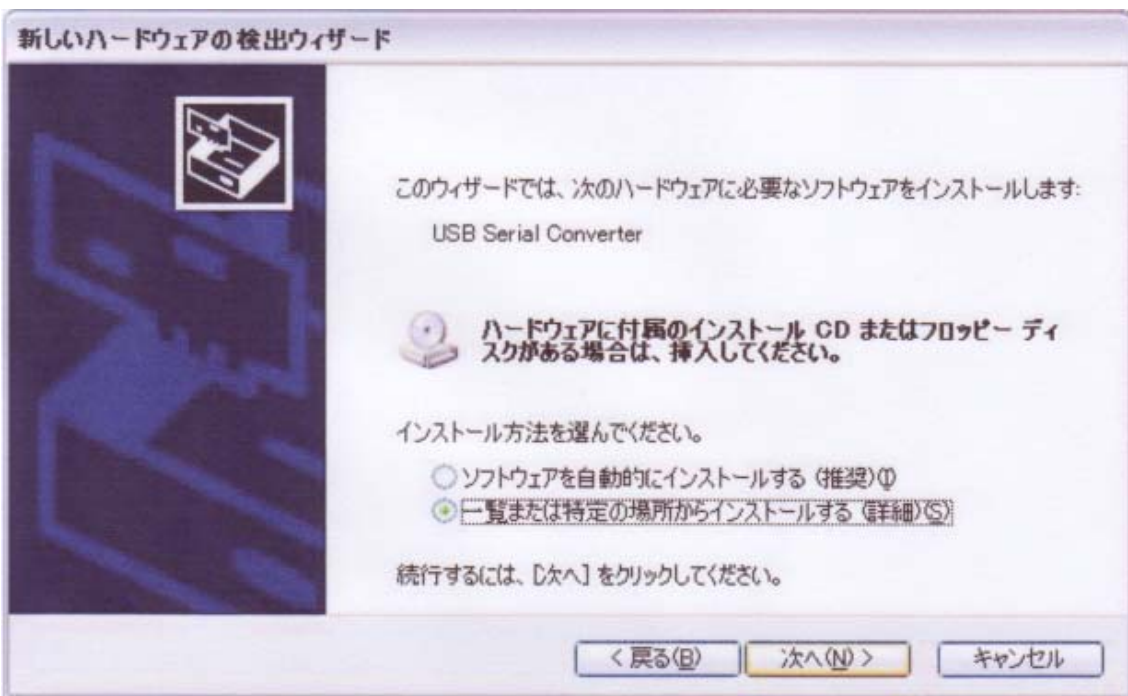 新しいハードウェアの検出ウィザード
このウィザードでは、次のハードウェアに必要なソフトウェアをインストールします:
USB Serial Converter
ハードウェアに付属のインストール CD またはフロッピー ディ
スクがある場合は、挿入してください。
インストール方法を選んでください。
ソフトウェアを自動的にインストールする (推奨)(I)
一覧または特定の場所からインストールする (詳細)(S)
続行するには、[次へ] をクリックしてください。
< 戻る(B)
次へ(N) >
キャンセル